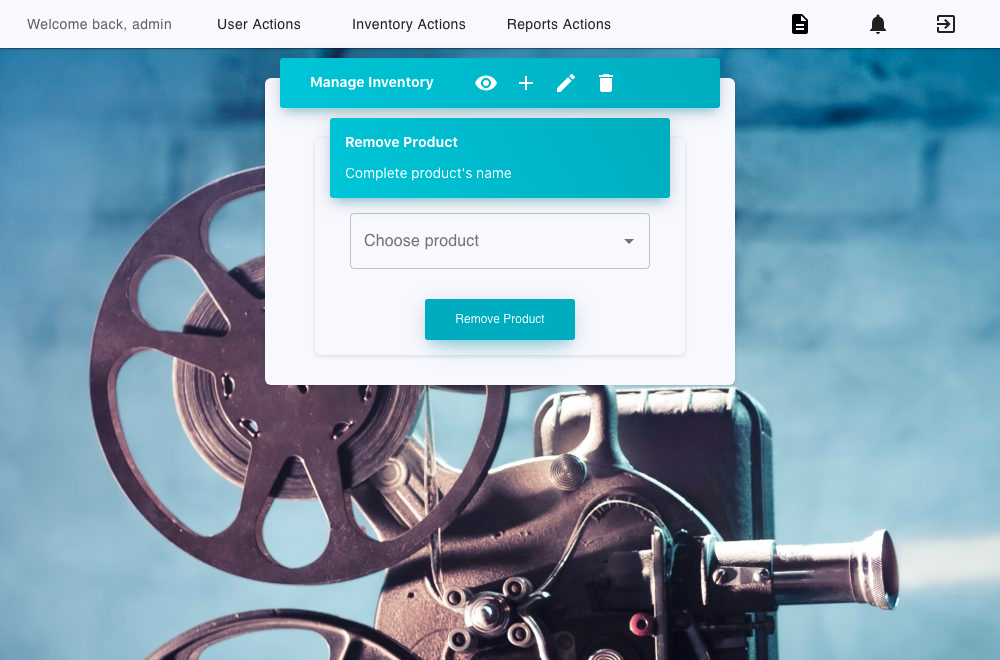 Welcome back, admin
User Actions
Inventory Actions
Reports Actions
Manage Inventory
Remove Product
Complete product's name
Choose product
Remove Product